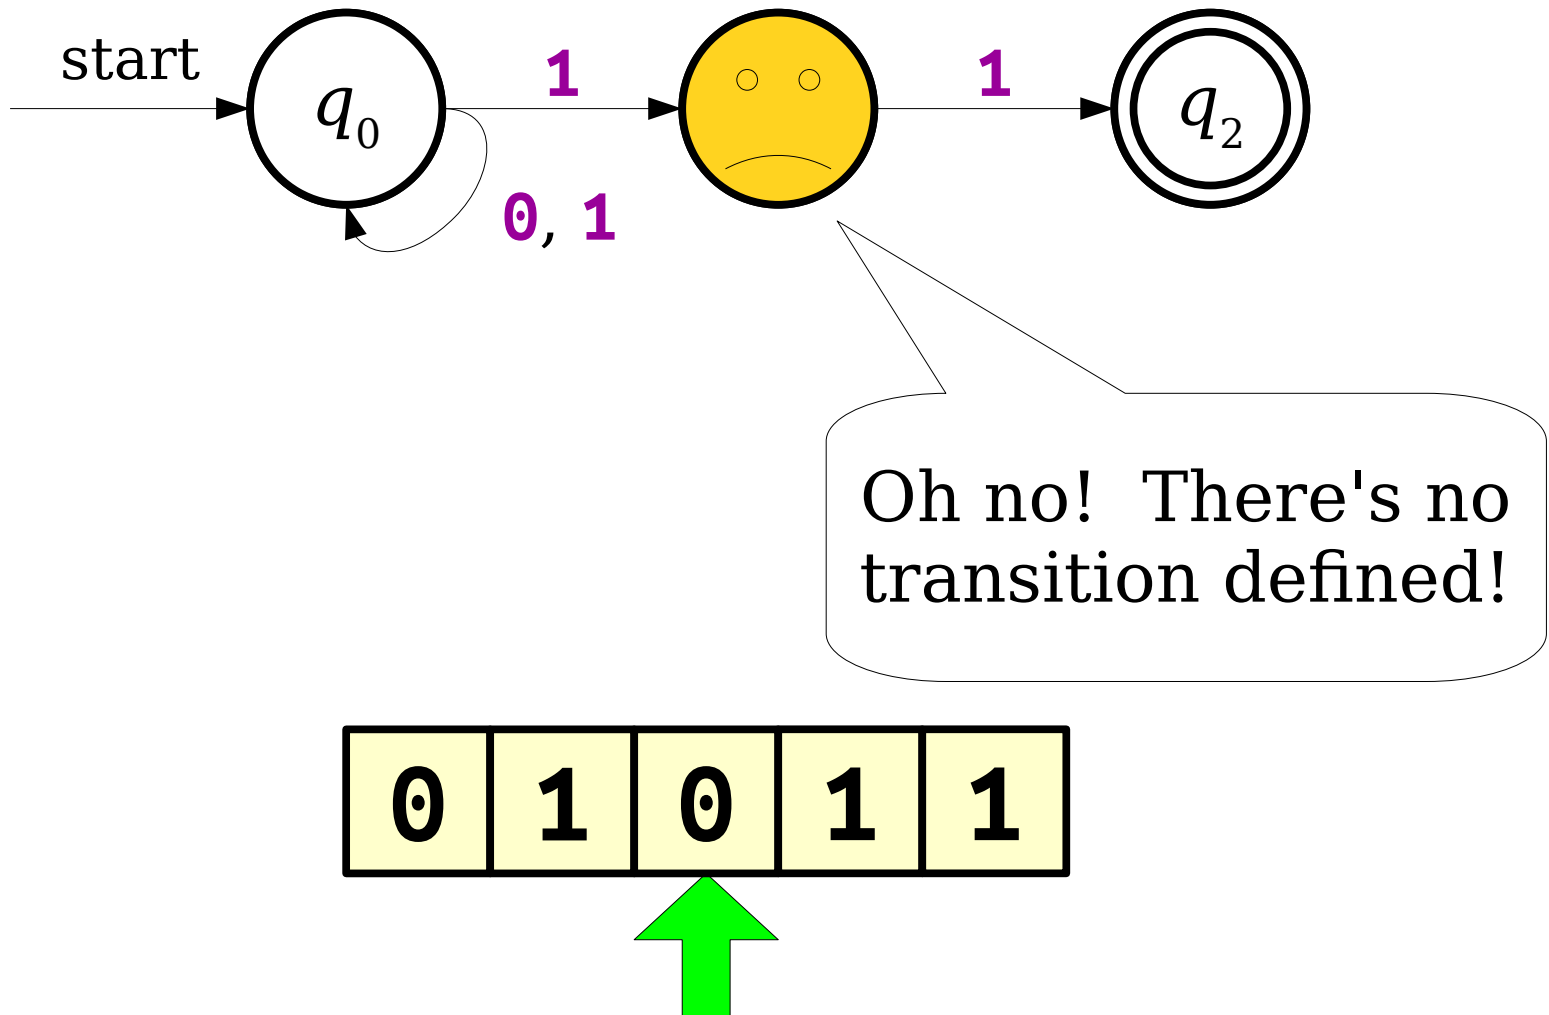 start
q0
1
1
q2
0, 1
Oh no! There's no
transition defined!
0 1 0 1 1